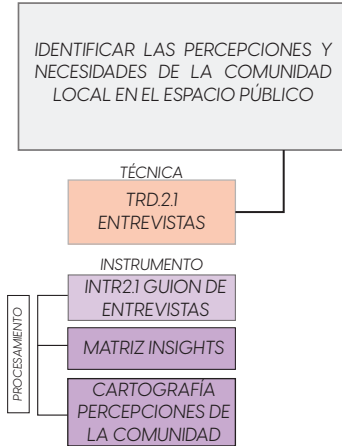 IDENTIFICAR LAS PERCEPCIONES Y
NECESIDADES DE LA COMUNIDAD
LOCAL EN EL ESPACIO PÚBLICO
TÉCNICA
TRD.2.1
ENTREVISTAS
INSTRUMENTO
INTR2.1 GUION DE
ENTREVISTAS
PROCESAMIENTO
MATRIZ INSIGHTS
CARTOGRAFÍA
PERCEPCIONES DE
LA COMUNIDAD